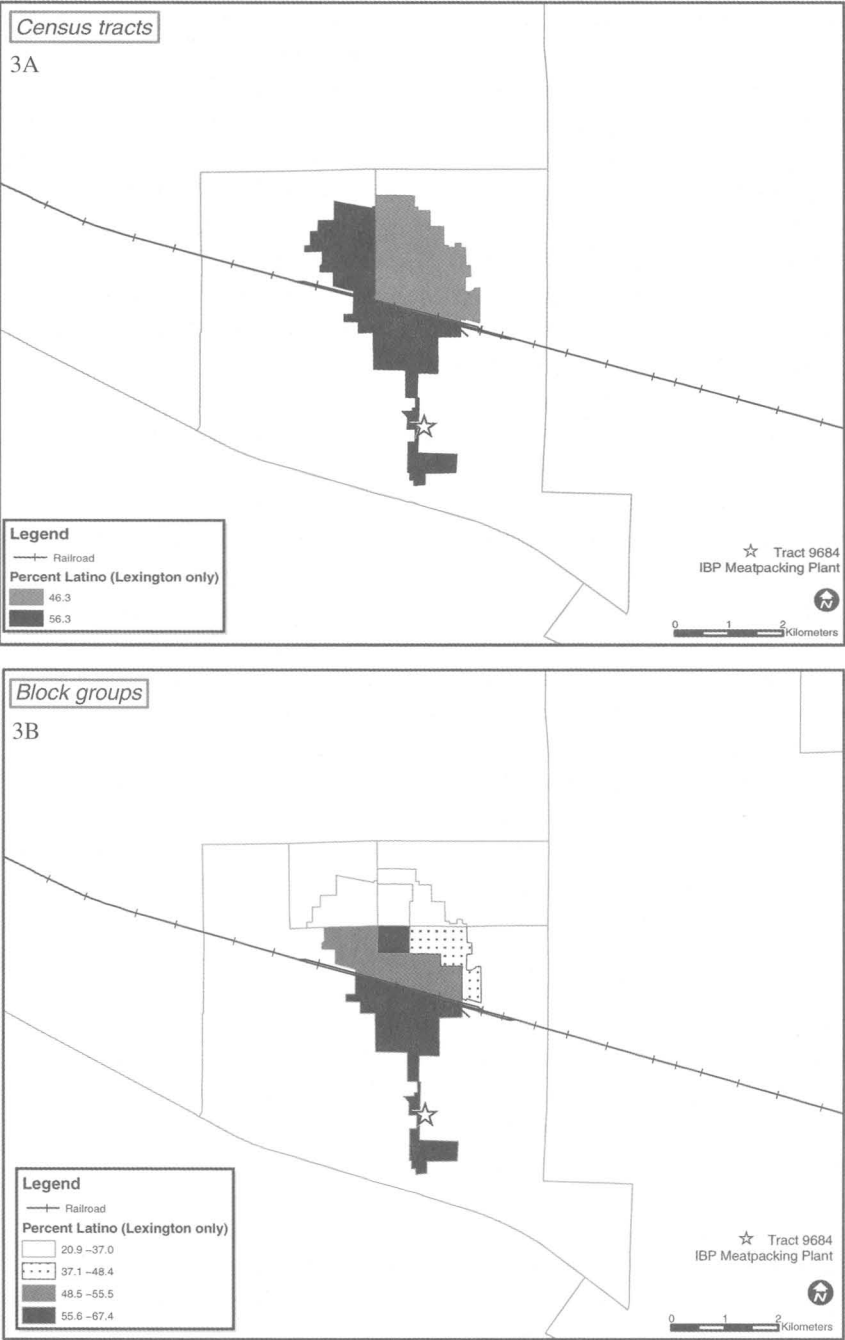 Census tracts
3A
Legend
Railroad
Percent Latino (Lexington only)
46.3
56.3
Tract 9684
IBP Meatpacking Plant
N
0 1 2
Kilometers
Block groups
3B
Legend
Railroad
Percent Latino (Lexington only)
20.9 –37.0
37.1 –48.4
48.5 –55.5
55.6 –67.4
Tract 9684
IBP Meatpacking Plant
N
0 1 2
Kilometers